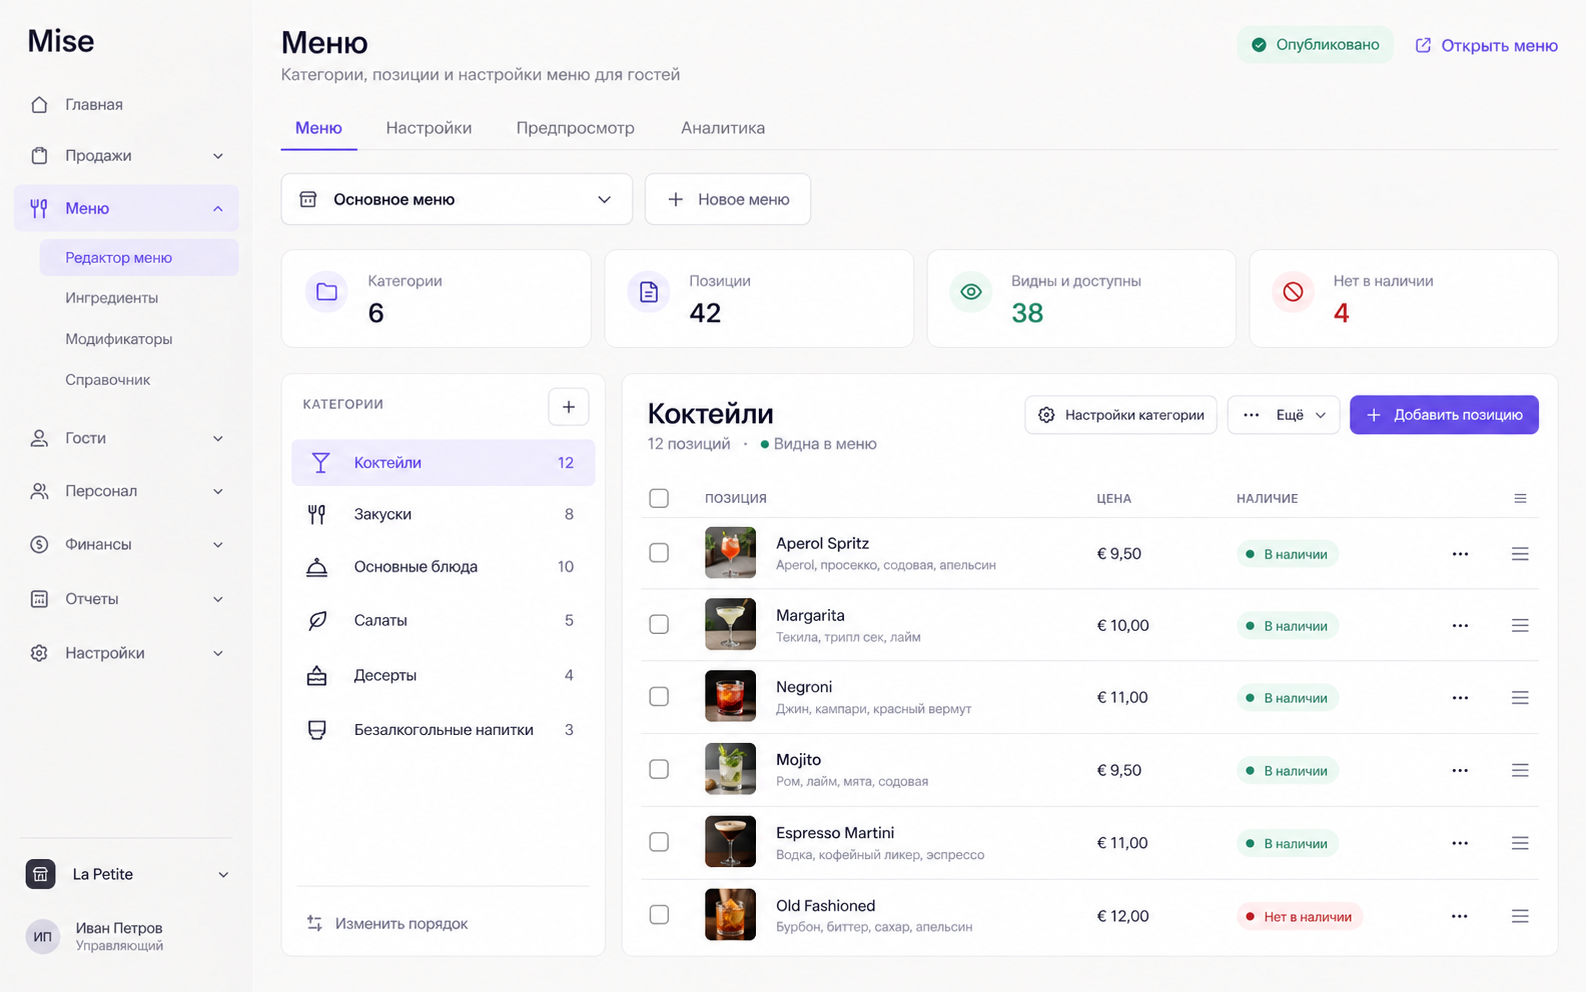 Mise
Главная
Продажи
Меню
Редактор меню
Ингредиенты
Модификаторы
Справочник
Гости
Персонал
Финансы
Отчеты
Настройки
La Petite
ИП
Иван Петров
Управляющий
Меню
Категории, позиции и настройки меню для гостей
Опубликовано
Открыть меню
Меню
Настройки
Предпросмотр
Аналитика
Основное меню
Новое меню
Категории
6
Позиции
42
Видны и доступны
38
Нет в наличии
4
КАТЕГОРИИ
Коктейли 12
Закуски 8
Основные блюда 10
Салаты 5
Десерты 4
Безалкогольные напитки 3
Изменить порядок
Коктейли
12 позиций · Видна в меню
Настройки категории
Ещё
Добавить позицию
ПОЗИЦИЯ ЦЕНА НАЛИЧИЕ
Aperol Spritz
Aperol, просекко, содовая, апельсин
€ 9,50
В наличии
Margarita
Текила, трипл сек, лайм
€ 10,00
В наличии
Negroni
Джин, кампари, красный вермут
€ 11,00
В наличии
Mojito
Ром, лайм, мята, содовая
€ 9,50
В наличии
Espresso Martini
Водка, кофейный ликер, эспрессо
€ 11,00
В наличии
Old Fashioned
Бурбон, биттер, сахар, апельсин
€ 12,00
Нет в наличии